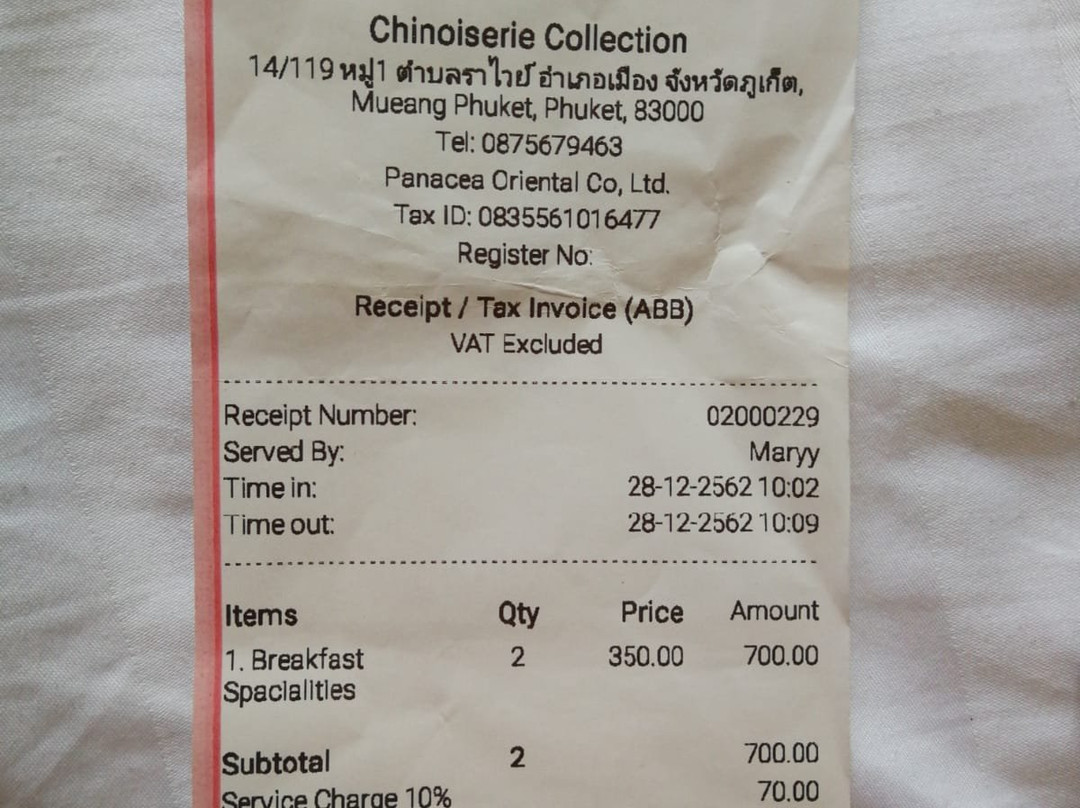 Chinoiserie Collection
14/119 หมู่1 ตำบลราไวย์ อำเภอเมือง จังหวัดภูเก็ต,
Mueang Phuket, Phuket, 83000
Tel: 0875679463
Panacea Oriental Co, Ltd.
Tax ID: 0835561016477
Register No:
Receipt / Tax Invoice (ABB)
VAT Excluded
Receipt Number: 02000229
Served By: Maryy
Time in: 28-12-2562 10:02
Time out: 28-12-2562 10:09
Items Qty Price Amount
1. Breakfast 2 350.00 700.00
Spacialities
Subtotal 2 700.00
Service Charge 10% 70.00